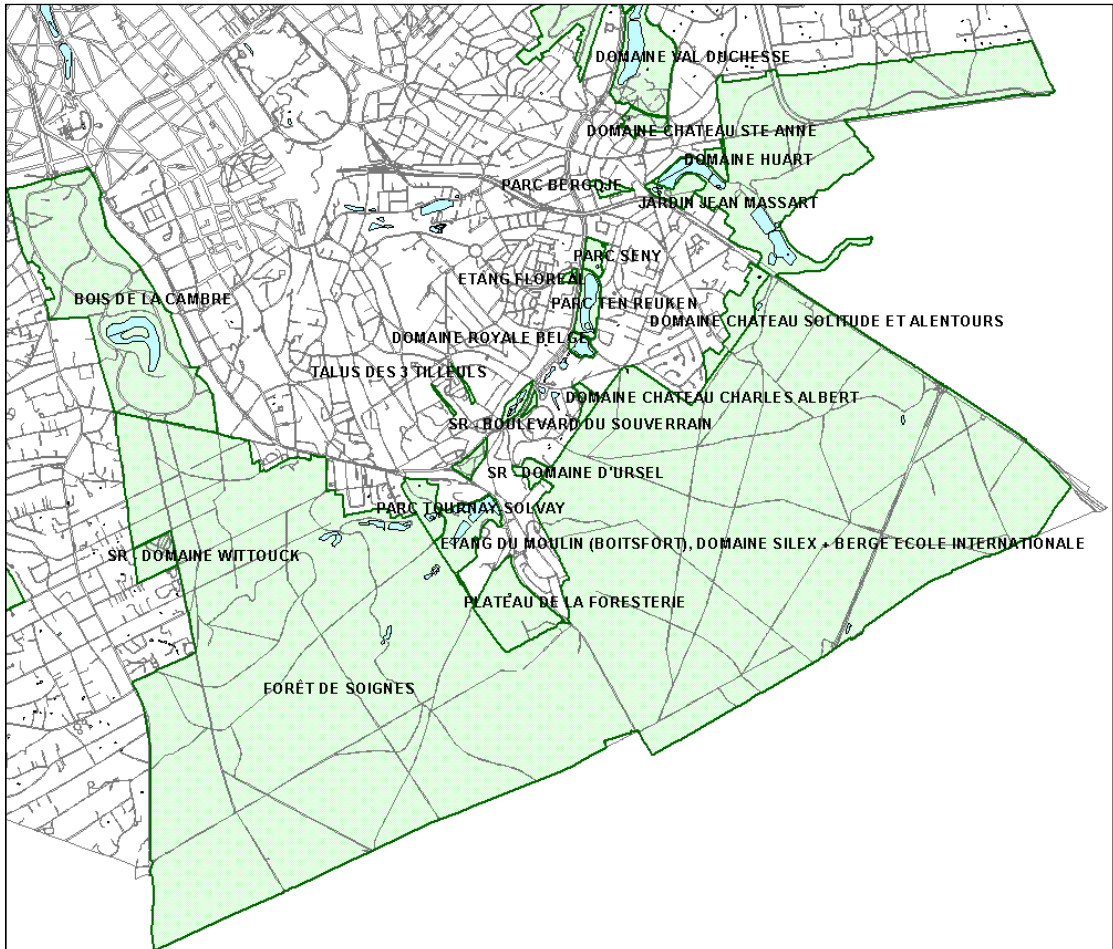 DOMAINE VAL DUCHESSE
DOMAINE CHATEAU STE ANNE
DOMAINE HUART
PARC BERGOJE
JARDIN JEAN MASSART
PARC SENY
ETANG FLOREAL
BOIS DE LA CAMBRE
PARC TEN REUKEN
DOMAINE CHATEAU SOLITUDE ET ALENTOURS
DOMAINE ROYALE BELGE
TALUS DES 3 TILLEULS
DOMAINE CHATEAU CHARLES ALBERT
SR - BOULEVARD DU SOUVERRAIN
SR - DOMAINE D'URSEL
PARC TOURNAY-SOLVAY
ETANG DU MOULIN (BOITSFORT), DOMAINE SILEX + BERGE ECOLE INTERNATIONALE
SR - DOMAINE WITTOUCK
PLATEAU DE LA FORESTERIE
FORÊT DE SOIGNES